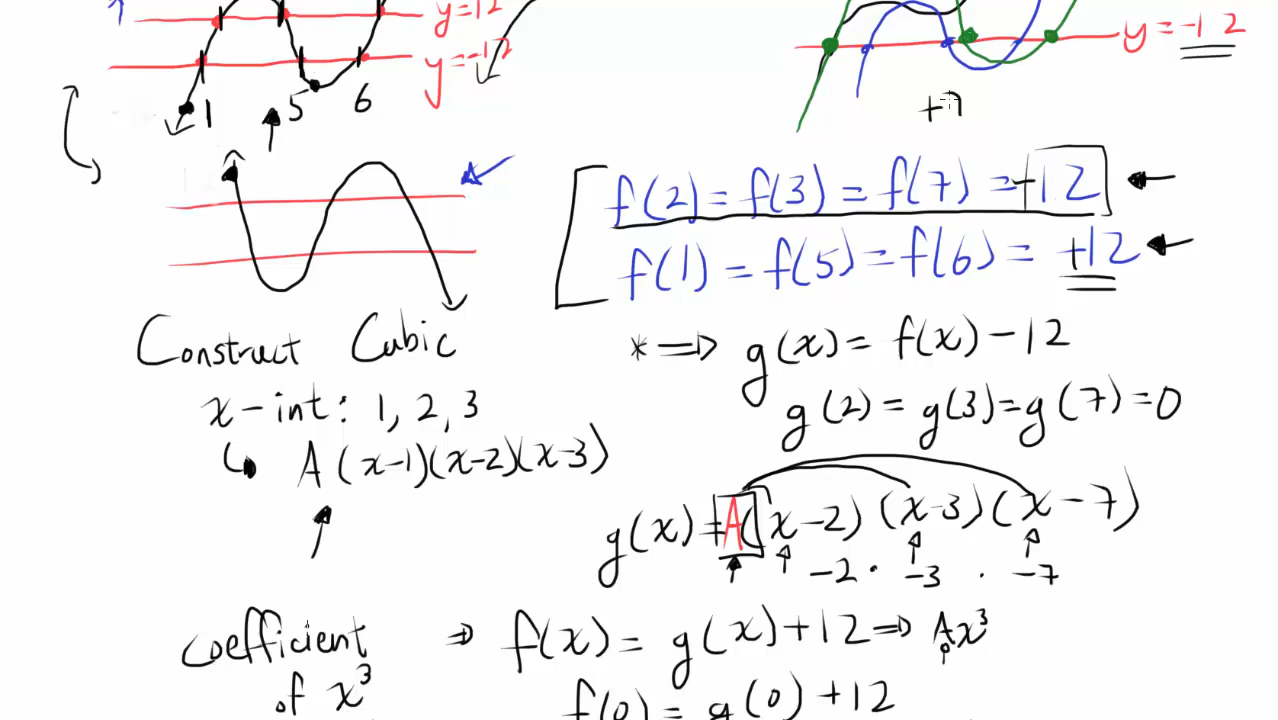 y=12
y=-12
1 5 6
y = -12
+7
f(2) = f(3) = f(7) = -12
f(1) = f(5) = f(6) = +12
Construct Cubic
x-int: 1, 2, 3
A(x-1)(x-2)(x-3)
* ⇒ g(x) = f(x) - 12
g(2) = g(3) = g(7) = 0
g(x) = A(x-2)(x-3)(x-7)
-2 · -3 · -7
coefficient of x³
⇒ f(x) = g(x) + 12 ⇒ Ax³
f(0) = g(0) + 12